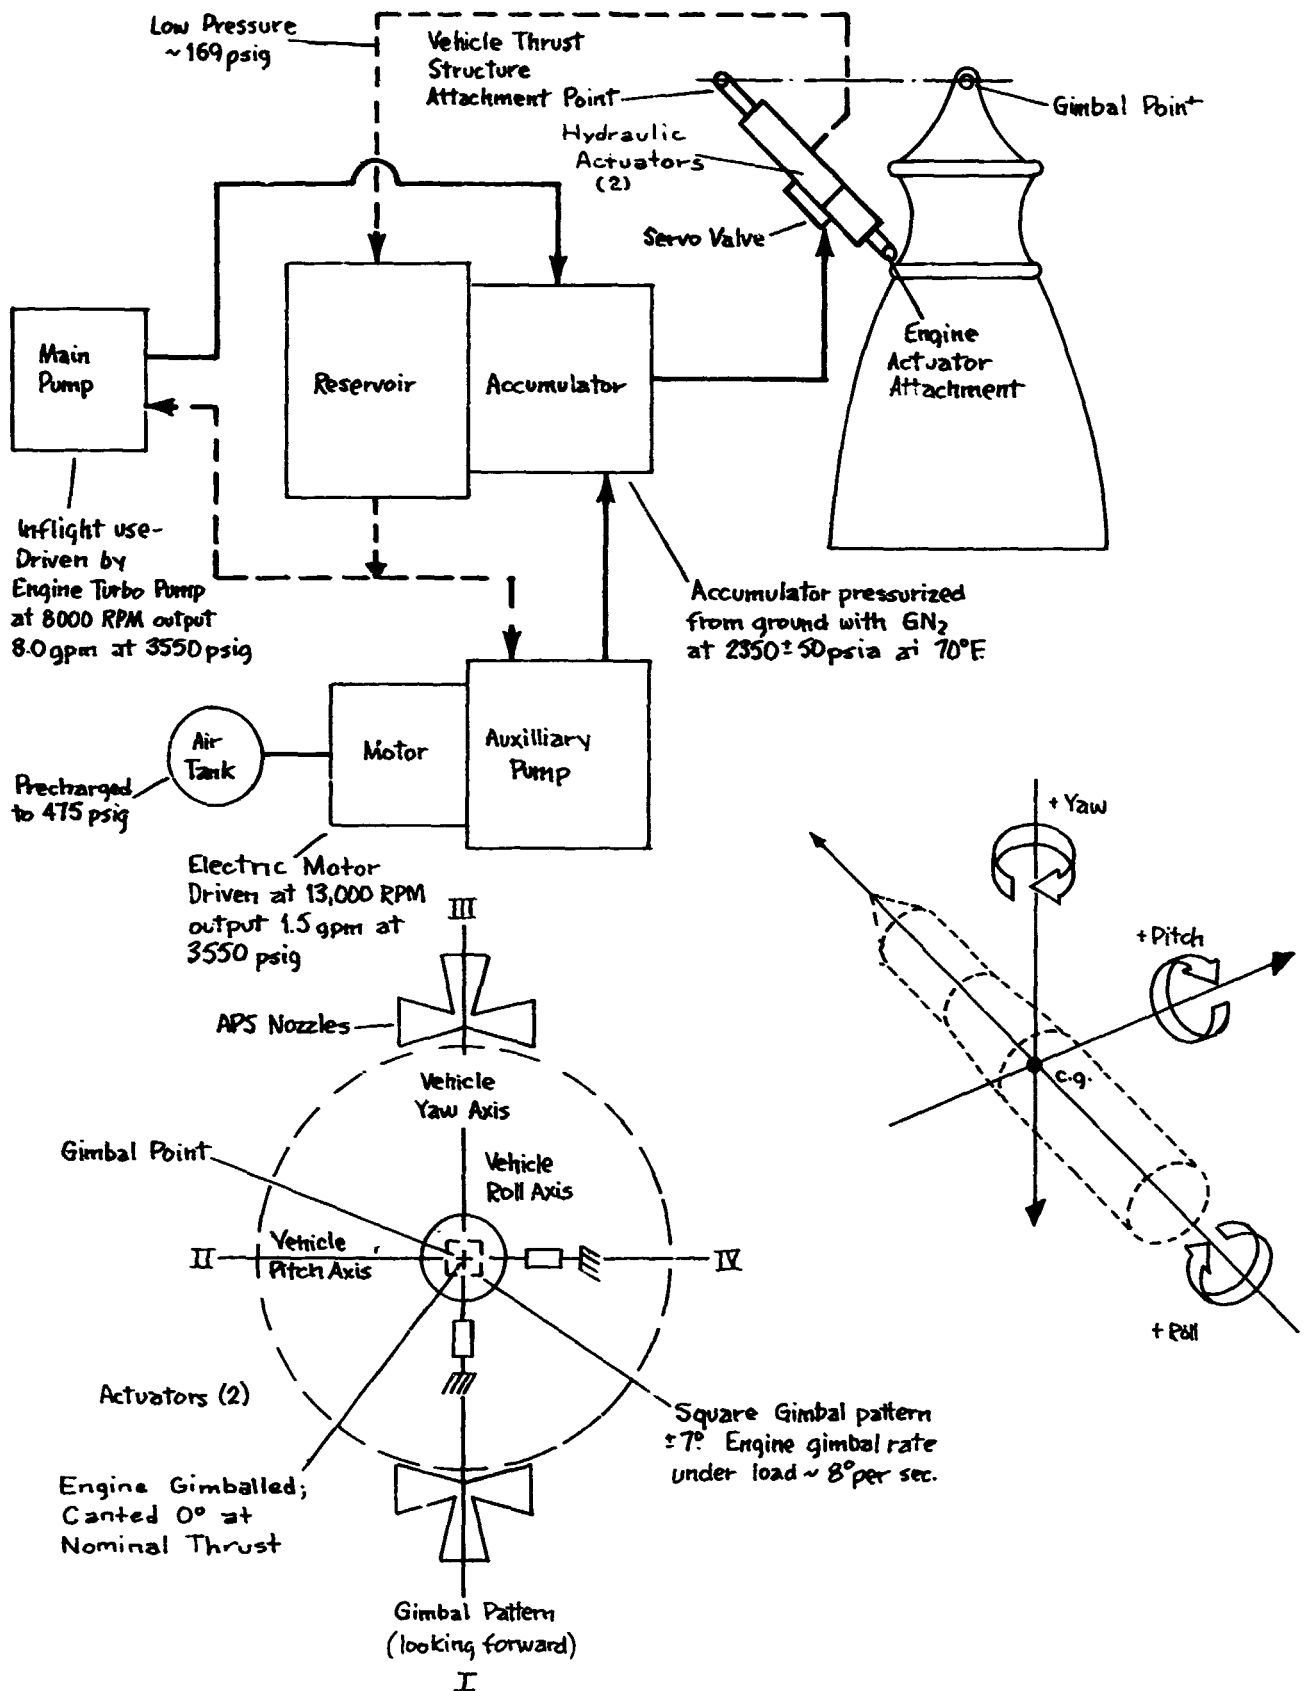 Low Pressure
~169 psig
Vehicle Thrust
Structure
Attachment Point
Gimbal Point
Hydraulic
Actuators
(2)
Servo Valve
Main
Pump
Reservoir
Accumulator
Engine
Actuator
Attachment
Inflight use-
Driven by
Engine Turbo Pump
at 8000 RPM output
8.0 gpm at 3550 psig
Accumulator pressurized
from ground with GN2
at 2350±50psia at 70°F.
Air
Tank
Motor
Auxilliary
Pump
Precharged
to 475 psig
Electric Motor
Driven at 13,000 RPM
output 1.5 gpm at
3550 psig
+ Yaw
+Pitch
c.g.
+ Roll
III
APS Nozzles
Vehicle
Yaw Axis
Gimbal Point
Vehicle
Roll Axis
II
Vehicle
Pitch Axis
IV
Actuators (2)
Square Gimbal pattern
±7°. Engine gimbal rate
under load ~ 8° per sec.
Engine Gimballed;
Canted 0° at
Nominal Thrust
Gimbal Pattern
(looking forward)
I